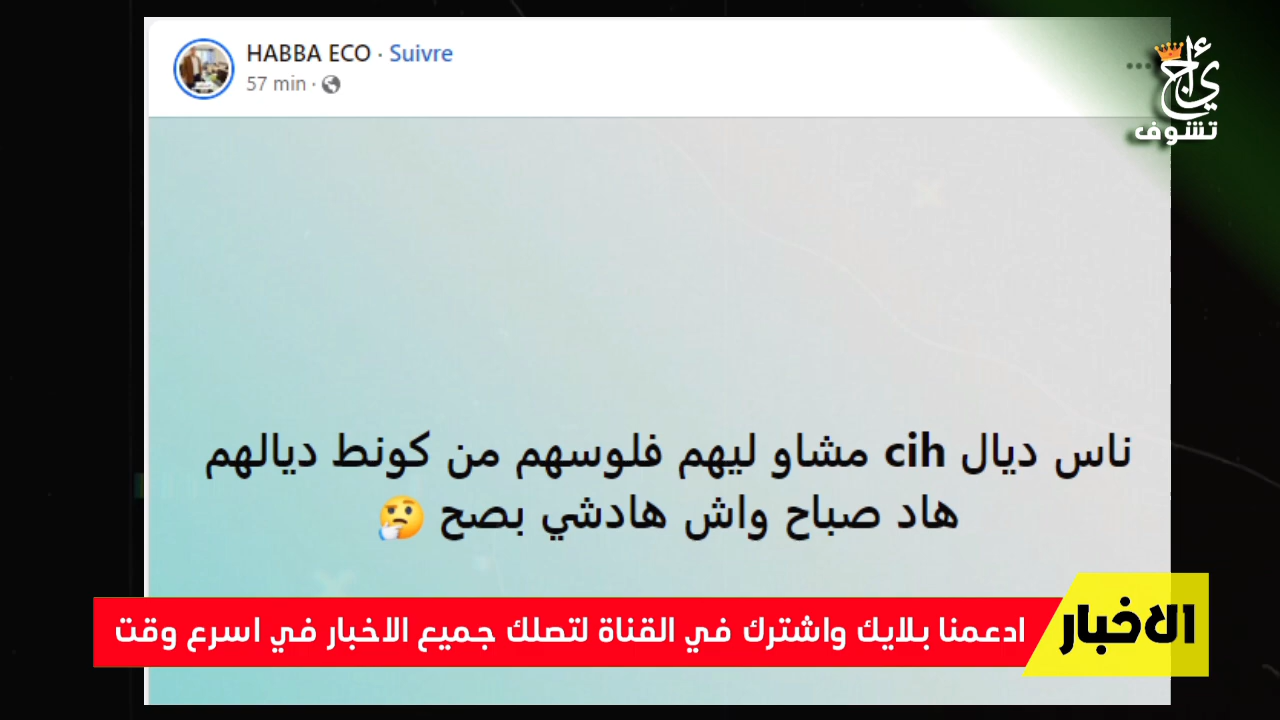 HABBA ECO · Suivre
57 min ·
أجي
تشوف
ناس ديال cih مشاو ليهم فلوسهم من كونط ديالهم
هاد صباح واش هادشي بصح 🤔
الاخبار
ادعمنا بلايك واشترك في القناة لتصلك جميع الاخبار في اسرع وقت